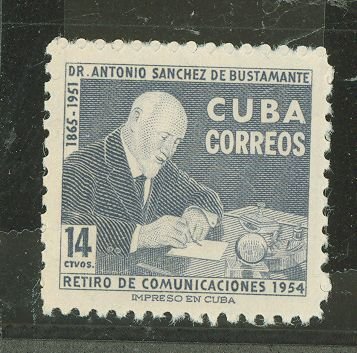 DR. ANTONIO SANCHEZ DE BUSTAMANTE
1865-1951
CUBA
CORREOS
14
CTVOS.
RETIRO DE COMUNICACIONES 1954
IMPRESO EN CUBA